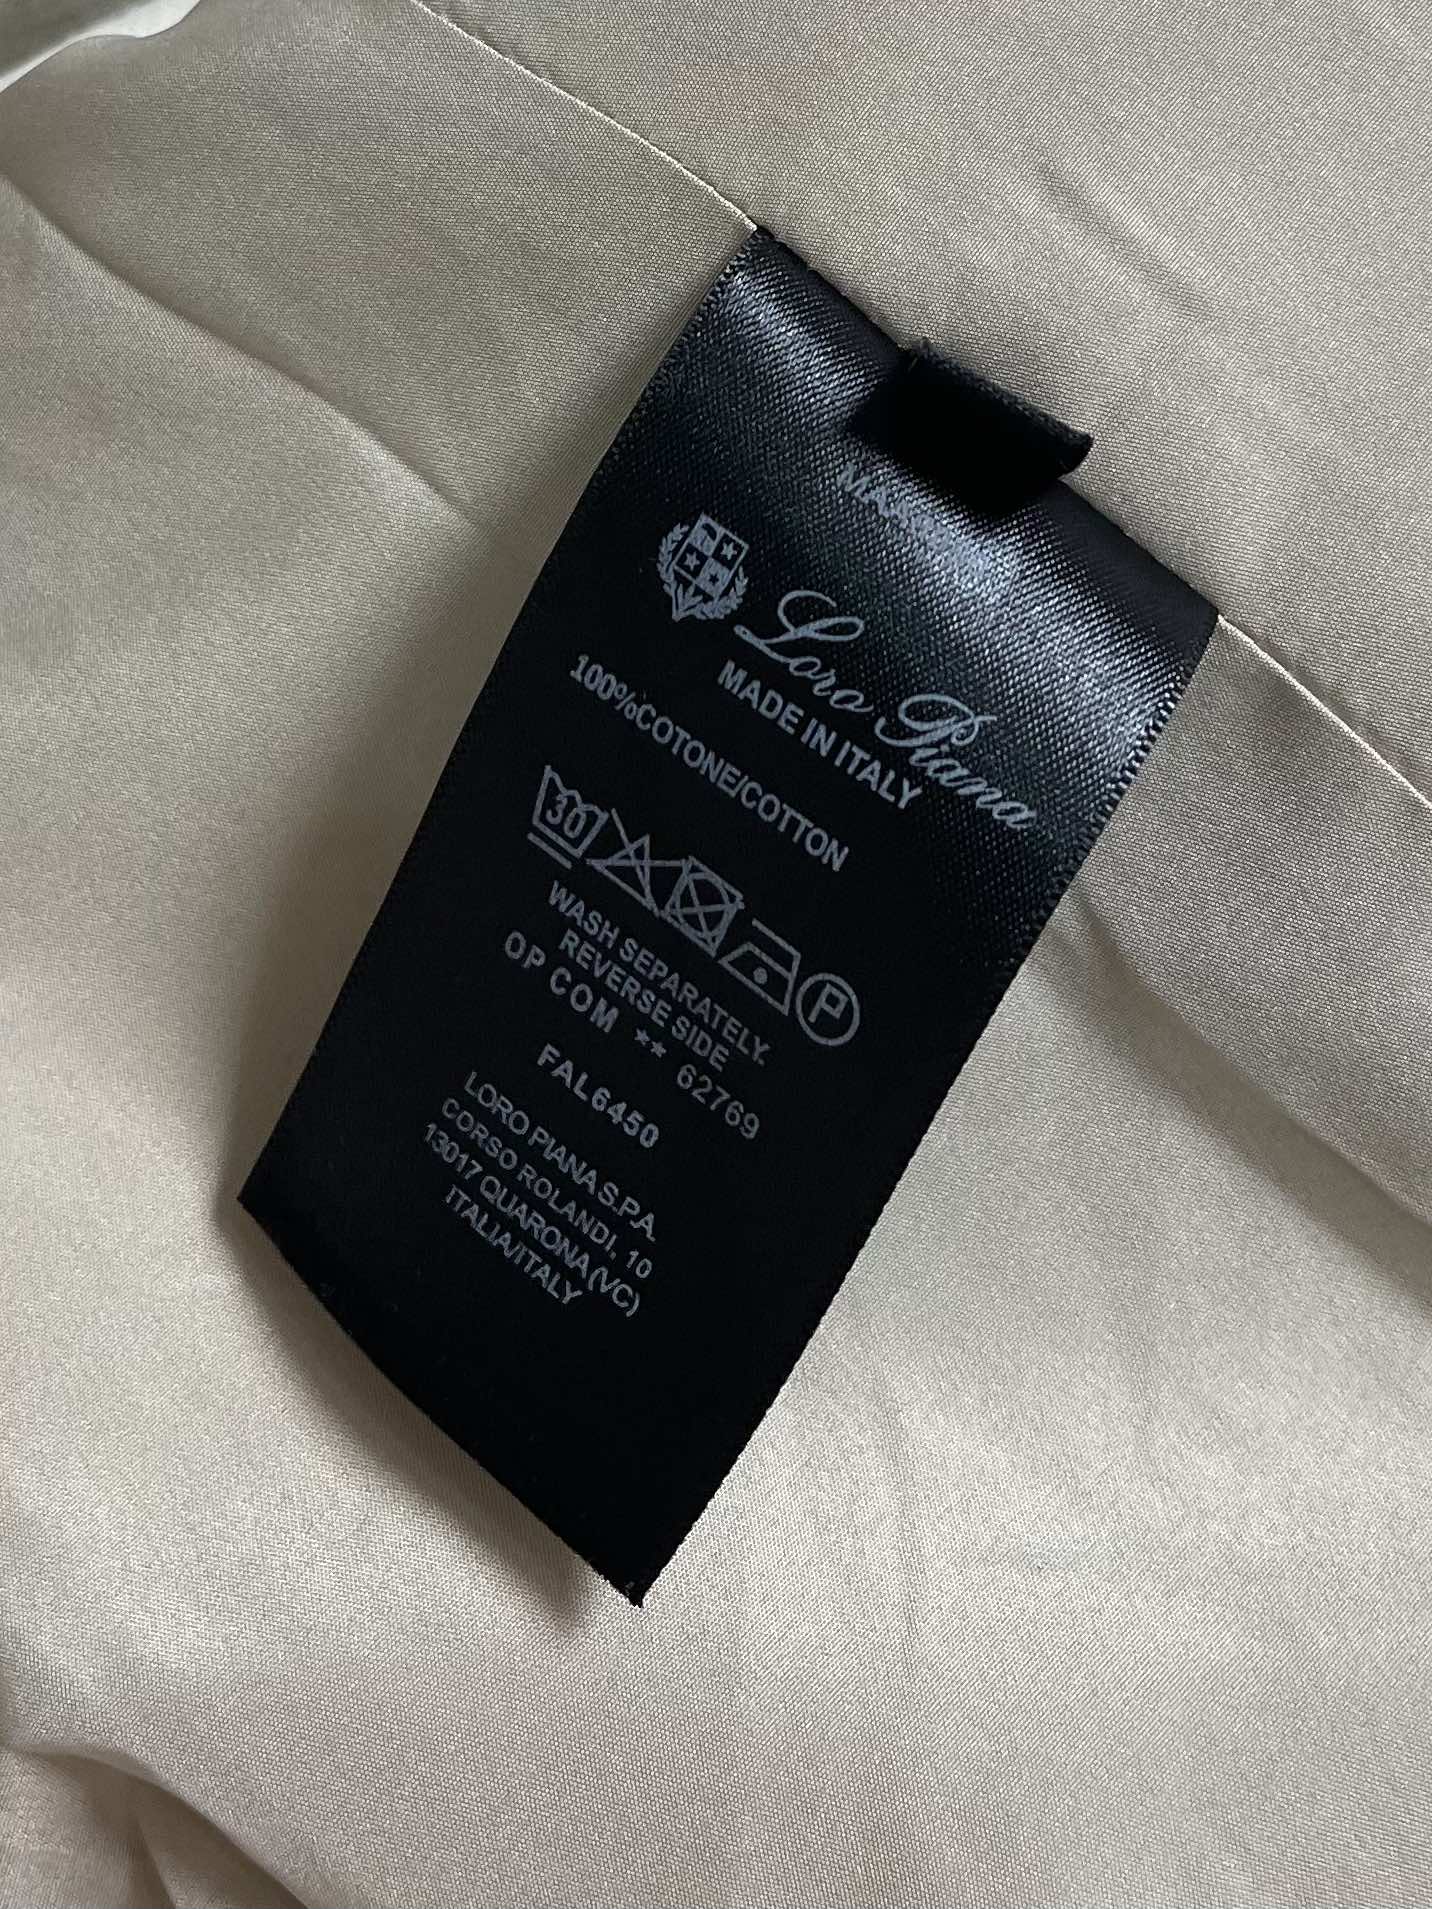 Loro Piana
MADE IN ITALY
100%COTONE/COTTON
30
P
WASH SEPARATELY.
REVERSE SIDE
OP COM ** 62769
FAL6450
LORO PIANA S.P.A.
CORSO ROLANDI, 10
13017 QUARONA(VC)
ITALIA/ITALY